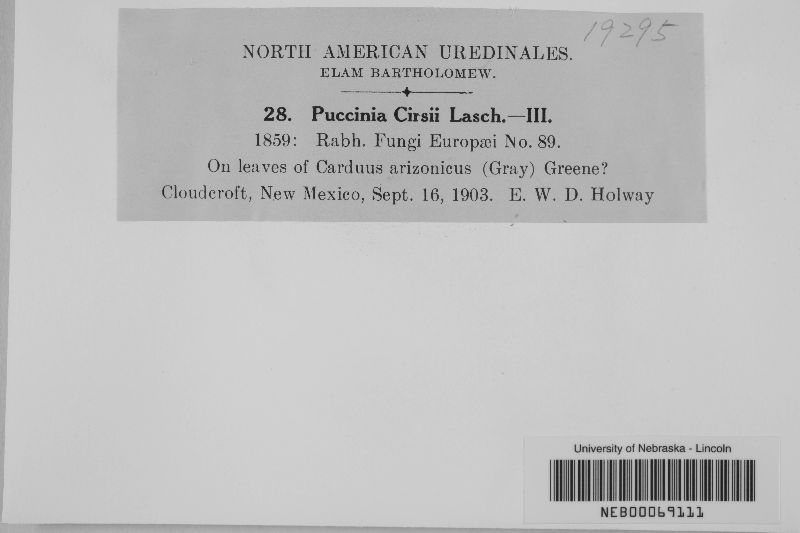 19295
NORTH AMERICAN UREDINALES.
ELAM BARTHOLOMEW.
28. Puccinia Cirsii Lasch.—III.
1859: Rabh. Fungi Europæi No. 89.
On leaves of Carduus arizonicus (Gray) Greene?
Cloudcroft, New Mexico, Sept. 16, 1903. E. W. D. Holway
University of Nebraska - Lincoln
NEB00069111